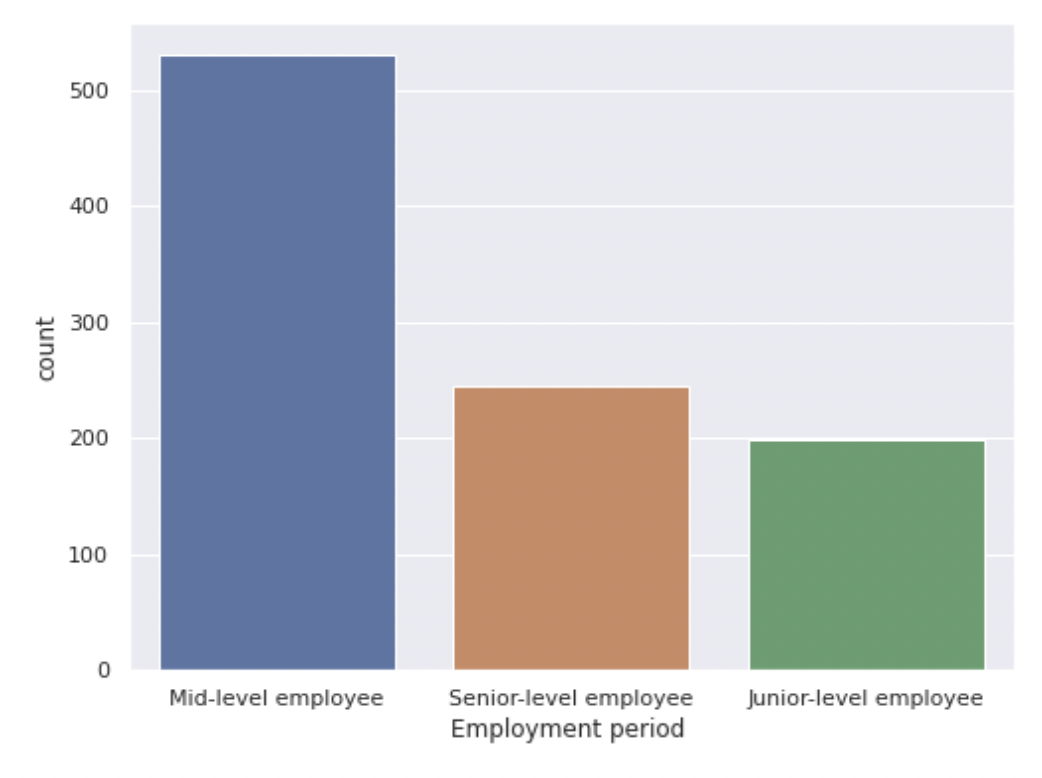 500
400
300
200
100
0
count
Mid-level employee
Senior-level employee
Junior-level employee
Employment period